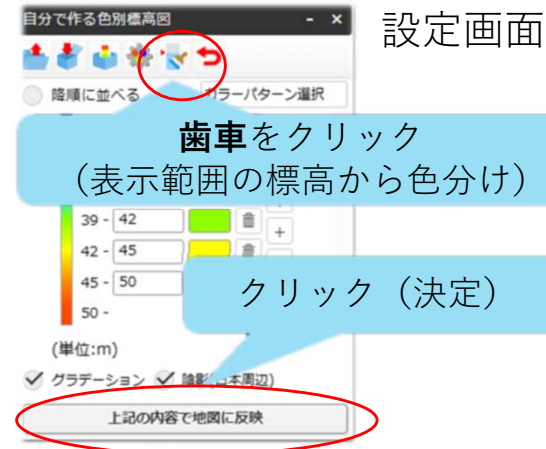 自分で作る色別標高図
設定画面
降順に並べる
カラーパターン選択
歯車をクリック
（表示範囲の標高から色分け）
39 - 42
+
42 - 45
45 - 50
クリック（決定）
50 -
(単位:m)
グラデーション 陰影(日本周辺)
上記の内容で地図に反映